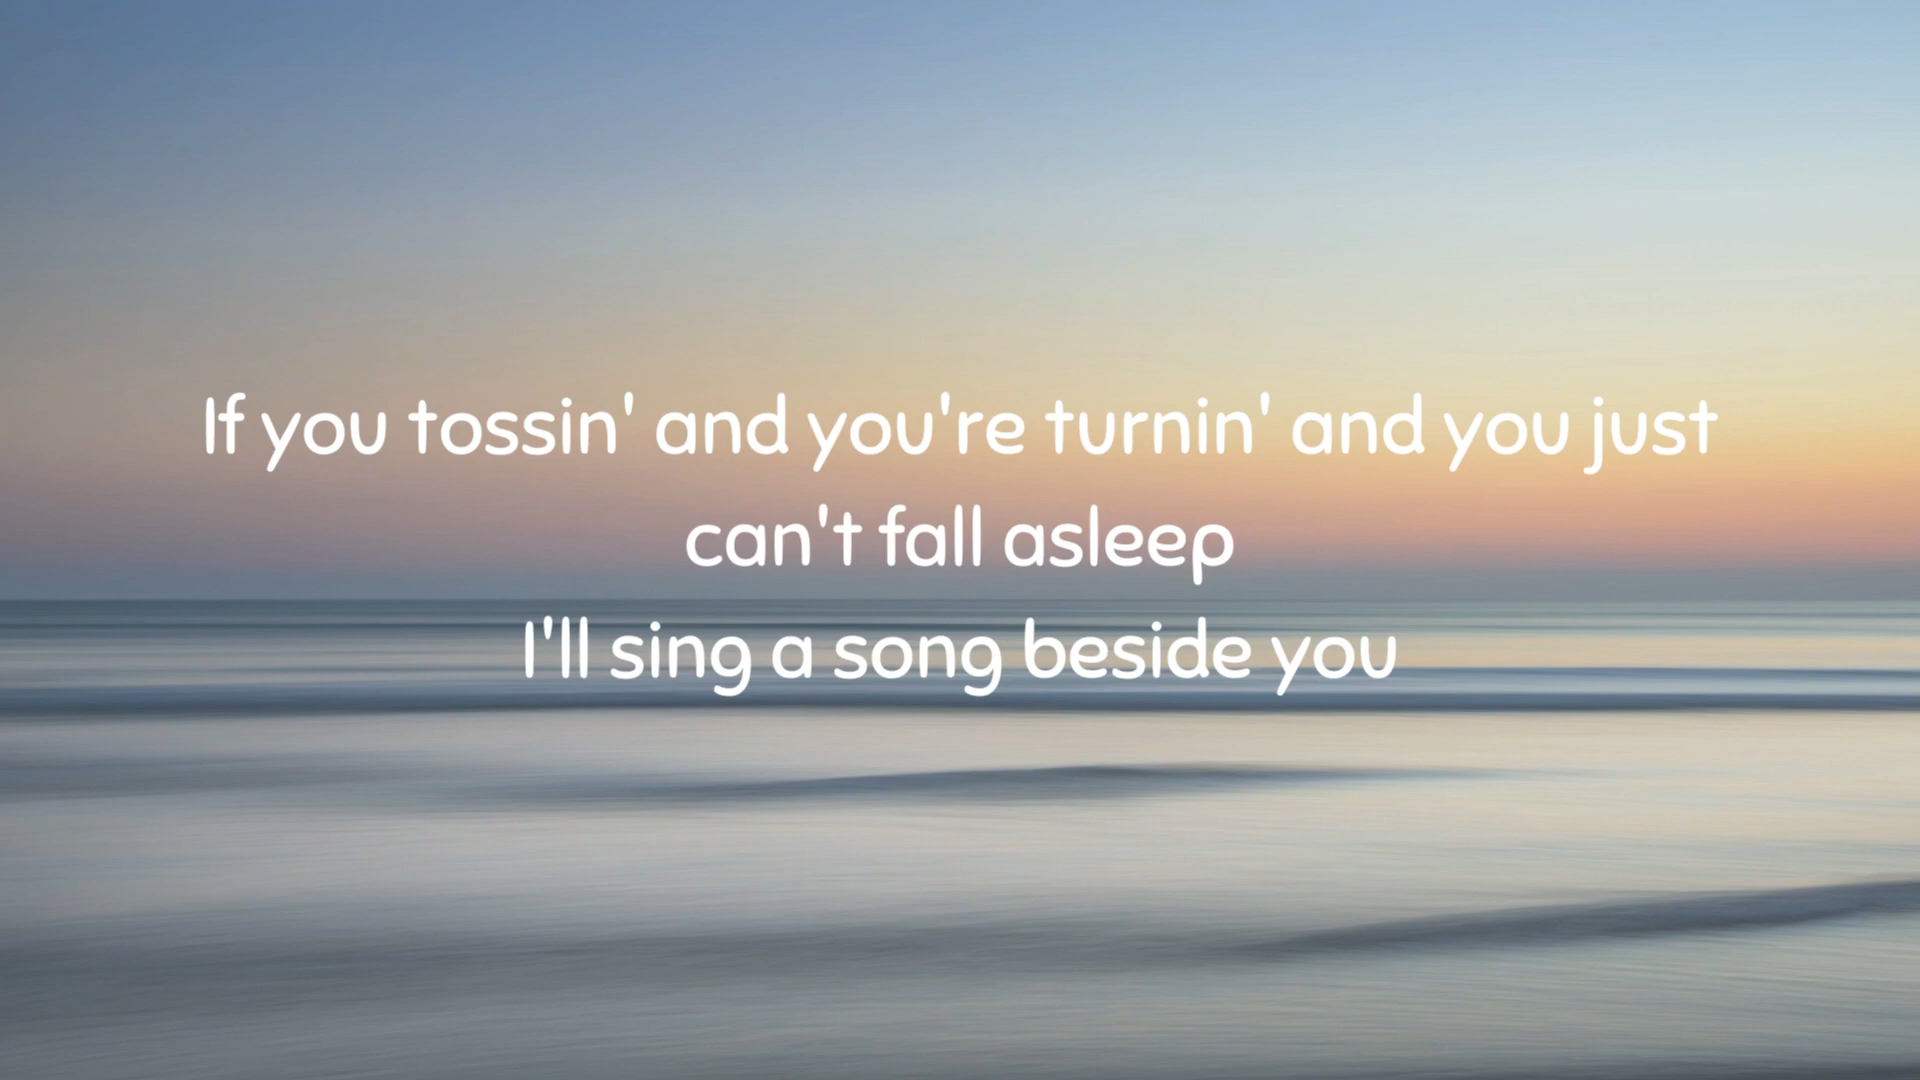 If you tossin' and you're turnin' and you just
can't fall asleep
I'll sing a song beside you